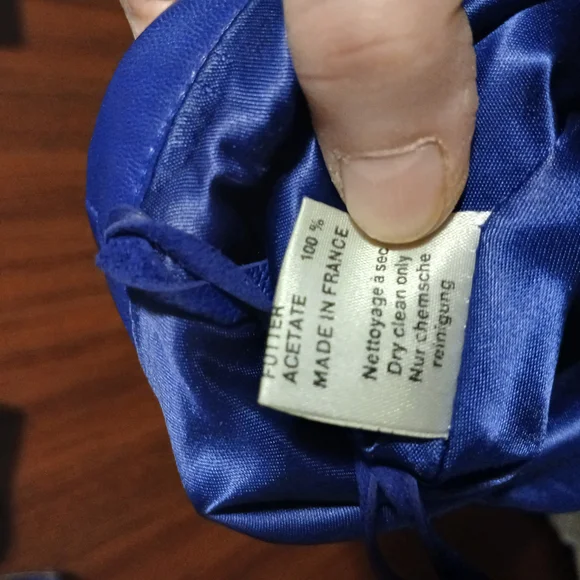 FUTTER
ACETATE 100 %
MADE IN FRANCE
Nettoyage à sec
Dry clean only
Nur chemsche
reinigung